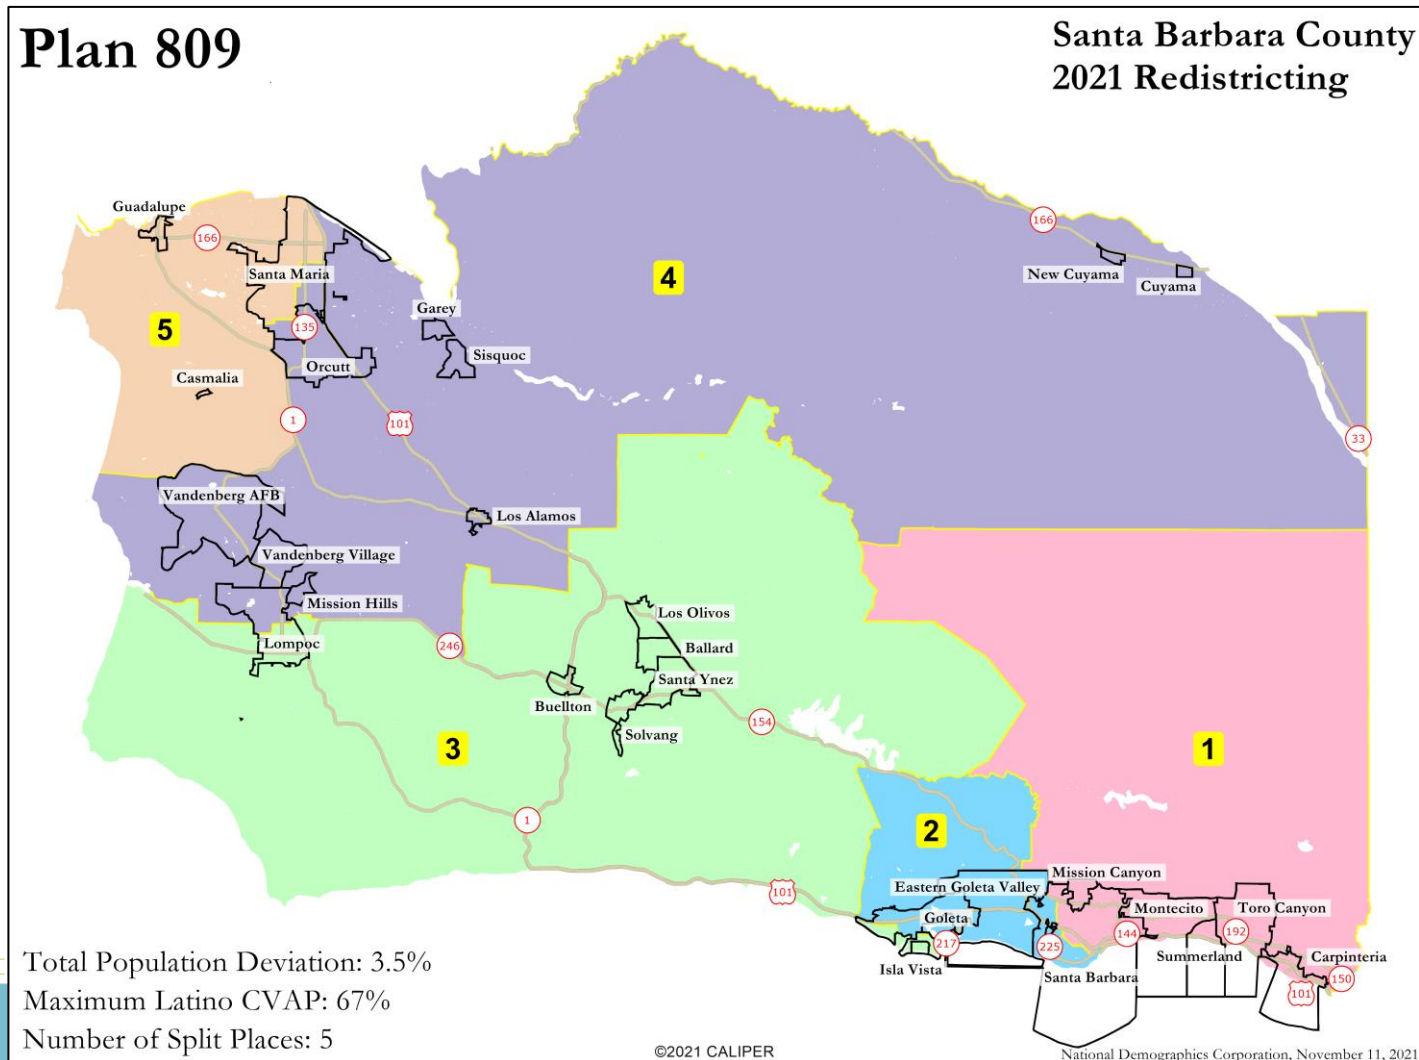 Plan 809
Santa Barbara County
2021 Redistricting
Guadalupe
166
166
Santa Maria
4
New Cuyama
Cuyama
Garey
5
135
Sisquoc
Orcutt
Casmalia
1
101
33
Vandenberg AFB
Los Alamos
Vandenberg Village
Mission Hills
Los Olivos
Lompoc
246
Ballard
Santa Ynez
Buellton
154
Solvang
3
1
1
2
Mission Canyon
101
Eastern Goleta Valley
Montecito
Toro Canyon
Goleta
217
225
144
192
Summerland
Carpinteria
Isla Vista
Santa Barbara
150
101
Total Population Deviation: 3.5%
Maximum Latino CVAP: 67%
Number of Split Places: 5
©2021 CALIPER
National Demographics Corporation, November 11, 2021